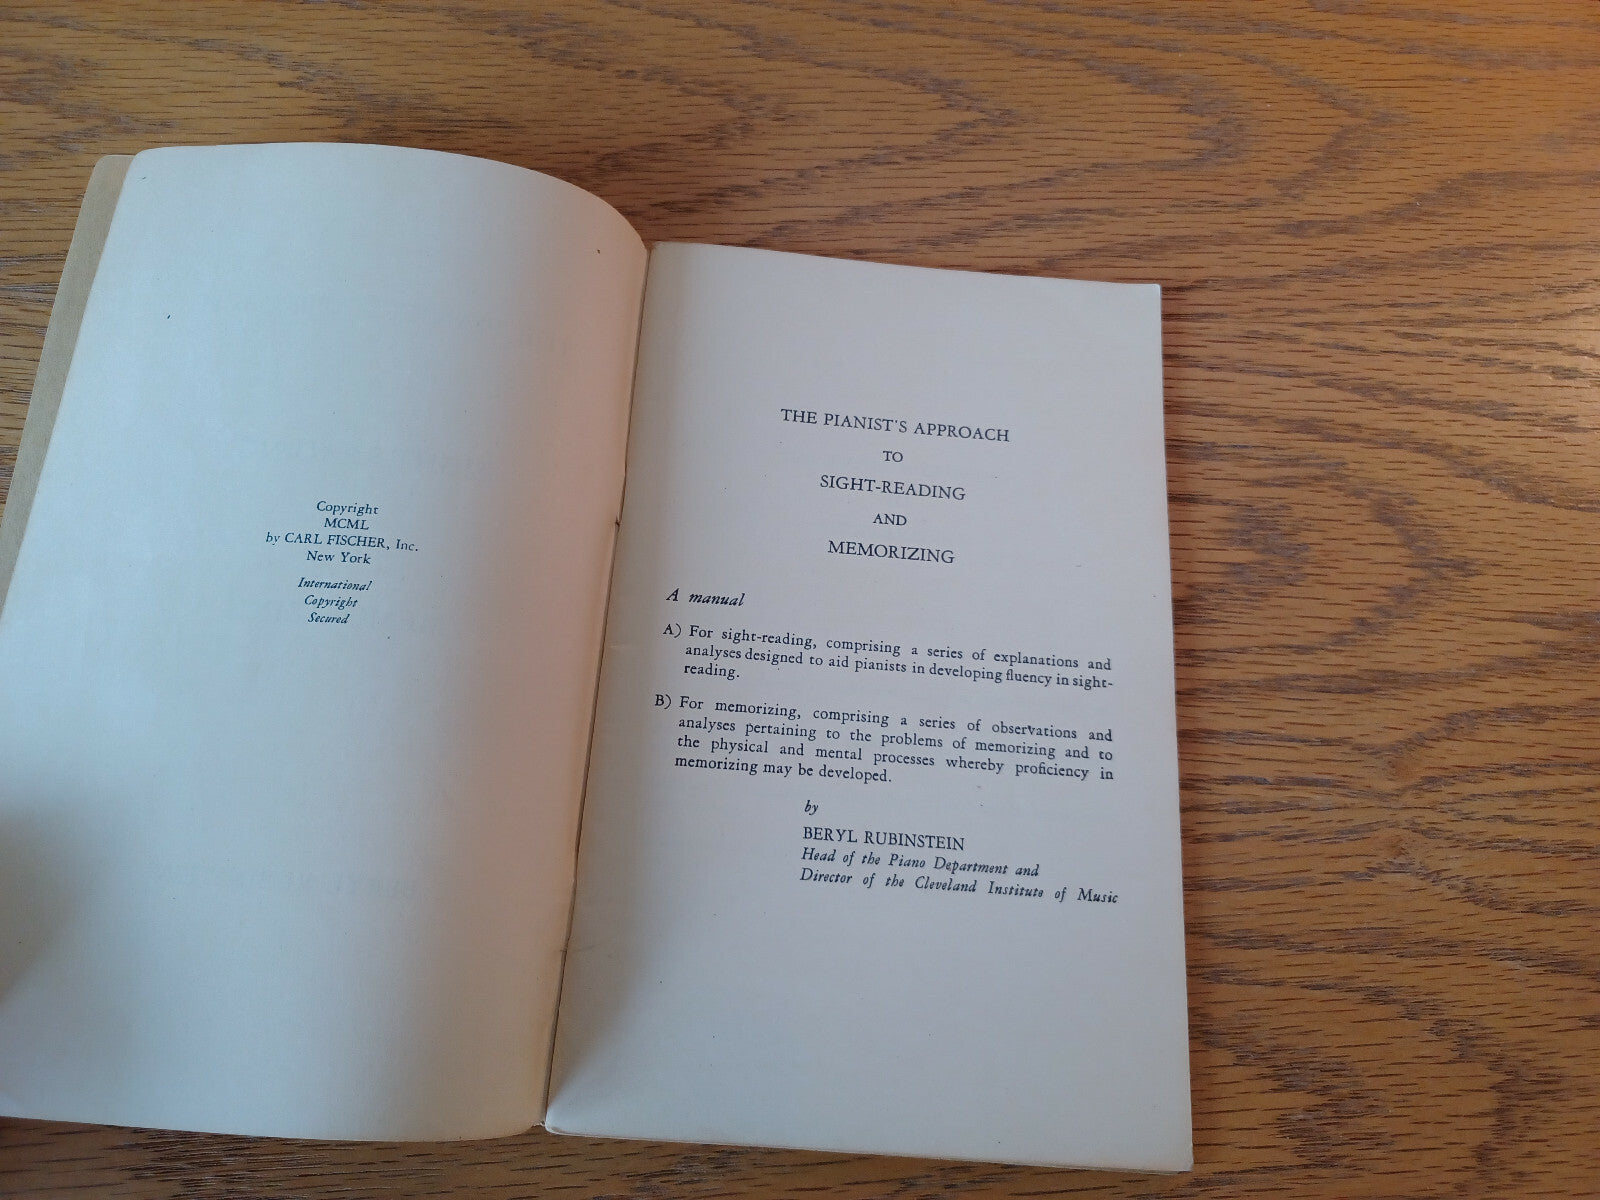 Copyright
MCML
by CARL FISCHER, Inc.
New York
International
Copyright
Secured
THE PIANIST'S APPROACH
TO
SIGHT-READING
AND
MEMORIZING
A manual
A) For sight-reading, comprising a series of explanations and
analyses designed to aid pianists in developing fluency in sight-
reading.
B) For memorizing, comprising a series of observations and
analyses pertaining to the problems of memorizing and to
the physical and mental processes whereby proficiency in
memorizing may be developed.
by
BERYL RUBINSTEIN
Head of the Piano Department and
Director of the Cleveland Institute of Music